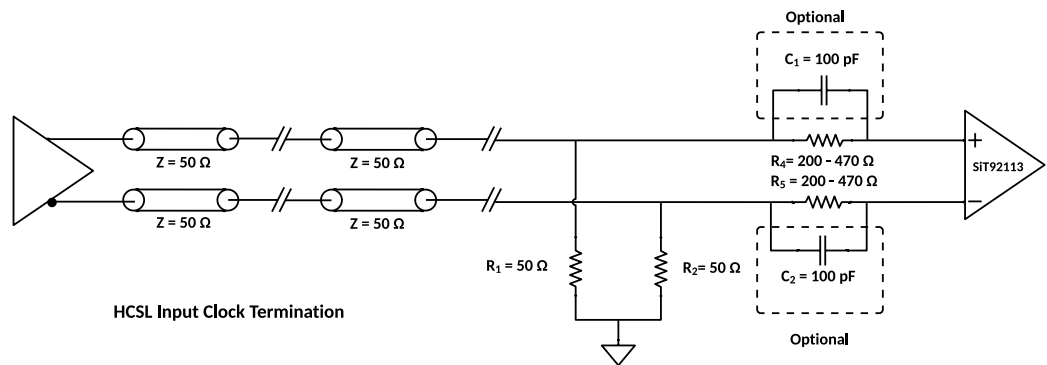 Optional
C₁ = 100 pF
Z = 50 Ω
Z = 50 Ω
+
SiT92113
R₄= 200 - 470 Ω
R₅ = 200 - 470 Ω
Z = 50 Ω
Z = 50 Ω
−
R₁ = 50 Ω
R₂= 50 Ω
C₂ = 100 pF
HCSL Input Clock Termination
Optional